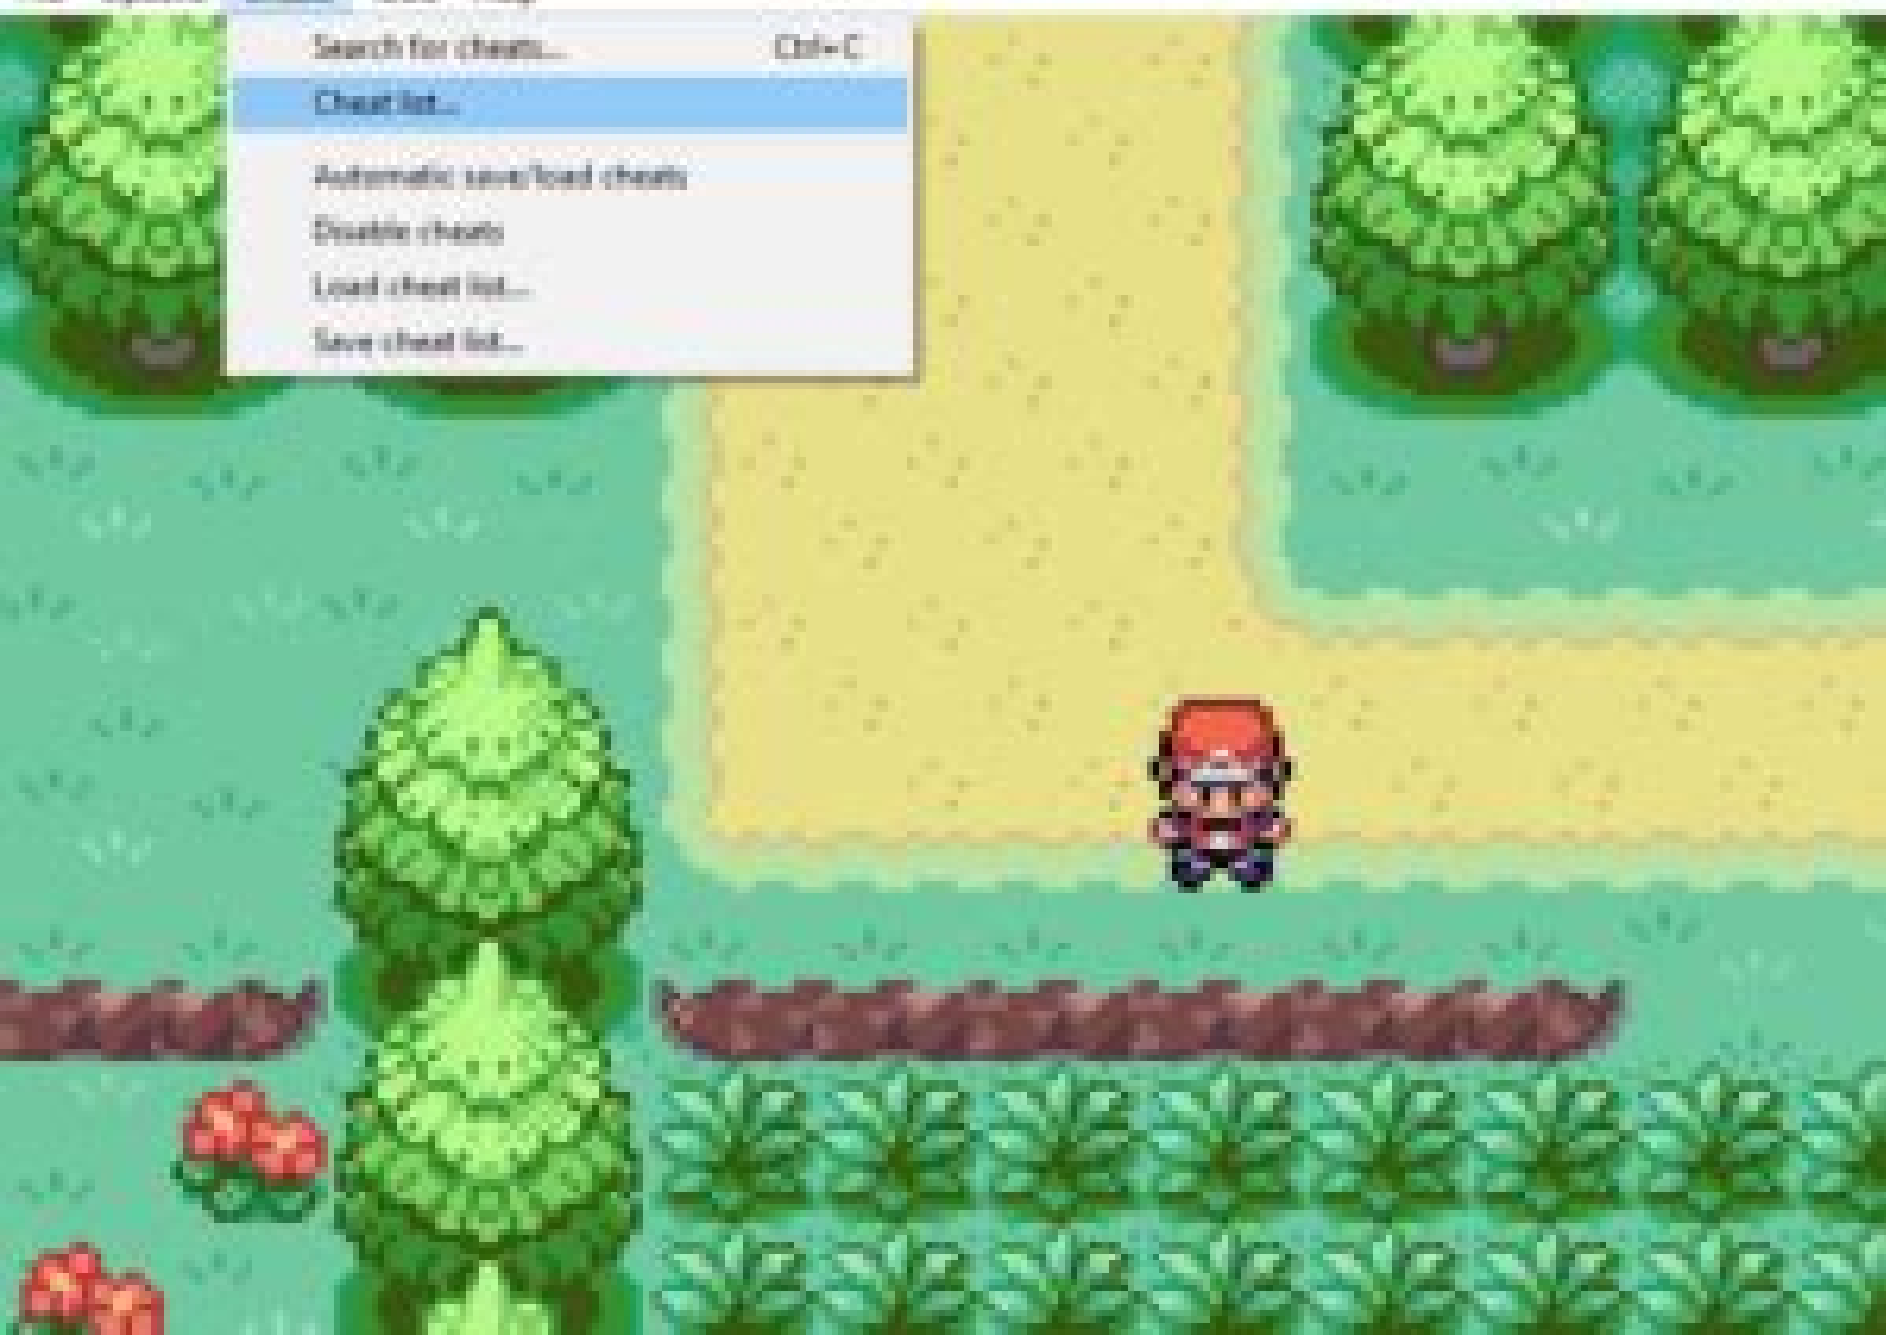 Search for cheats... Ctrl+C
Cheat list...
Automatic save/load cheats
Disable cheats
Load cheat list...
Save cheat list...